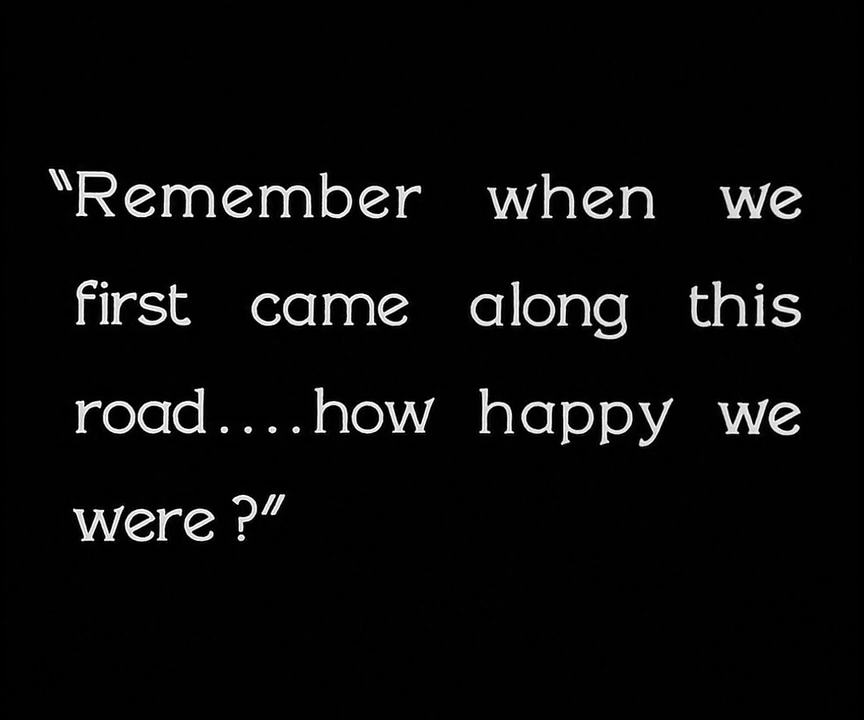 “Remember when we
first came along this
road....how happy we
were ?”